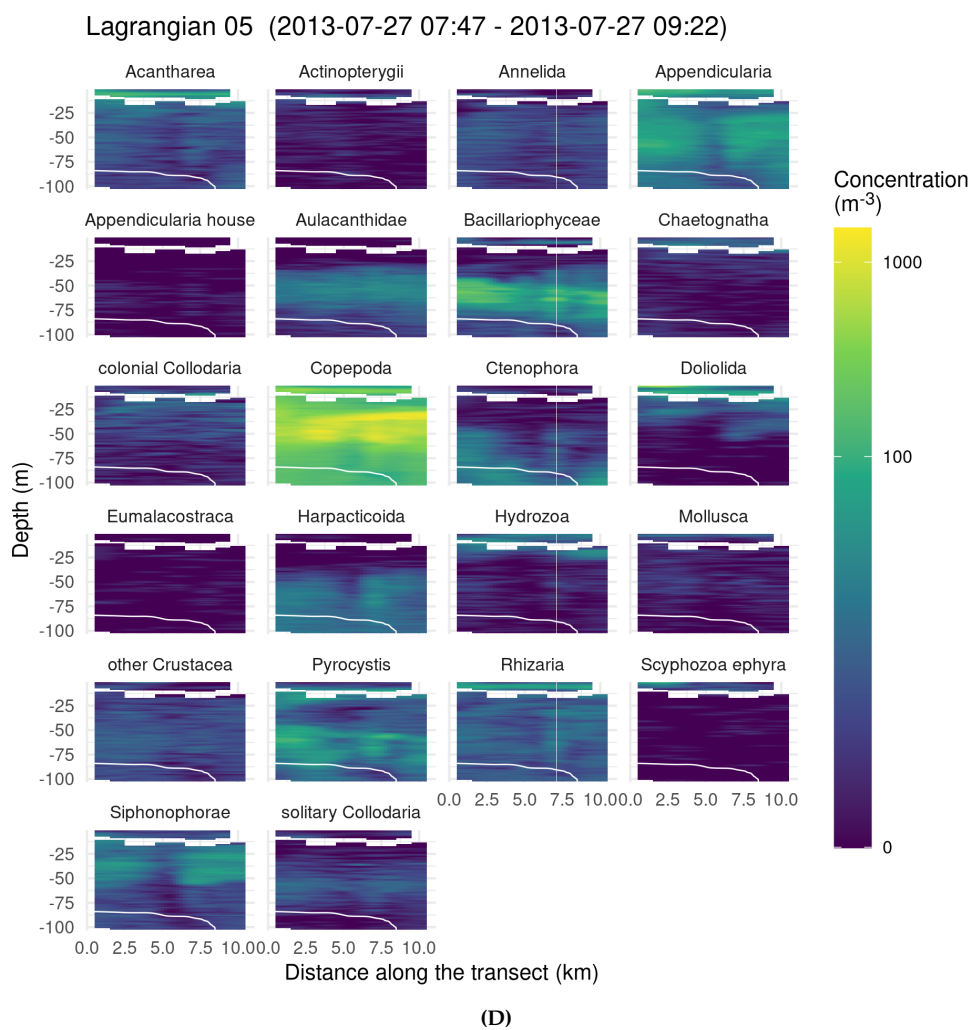 Lagrangian 05  (2013-07-27 07:47 - 2013-07-27 09:22)
Acantharea Actinopterygii Annelida Appendicularia
-25
-50
-75
-100
Appendicularia house Aulacanthidae Bacillariophyceae Chaetognatha
-25
-50
-75
-100
colonial Collodaria Copepoda Ctenophora Doliolida
-25
-50
-75
-100
Eumalacostraca Harpacticoida Hydrozoa Mollusca
-25
-50
-75
-100
other Crustacea Pyrocystis Rhizaria Scyphozoa ephyra
-25
-50
-75
-100
0.0 2.5 5.0 7.5 10.0 0.0 2.5 5.0 7.5 10.0
Siphonophorae solitary Collodaria
-25
-50
-75
-100
0.0 2.5 5.0 7.5 10.0 0.0 2.5 5.0 7.5 10.0
Distance along the transect (km)
Depth (m)
Concentration
(m⁻³)
1000
100
0
(D)